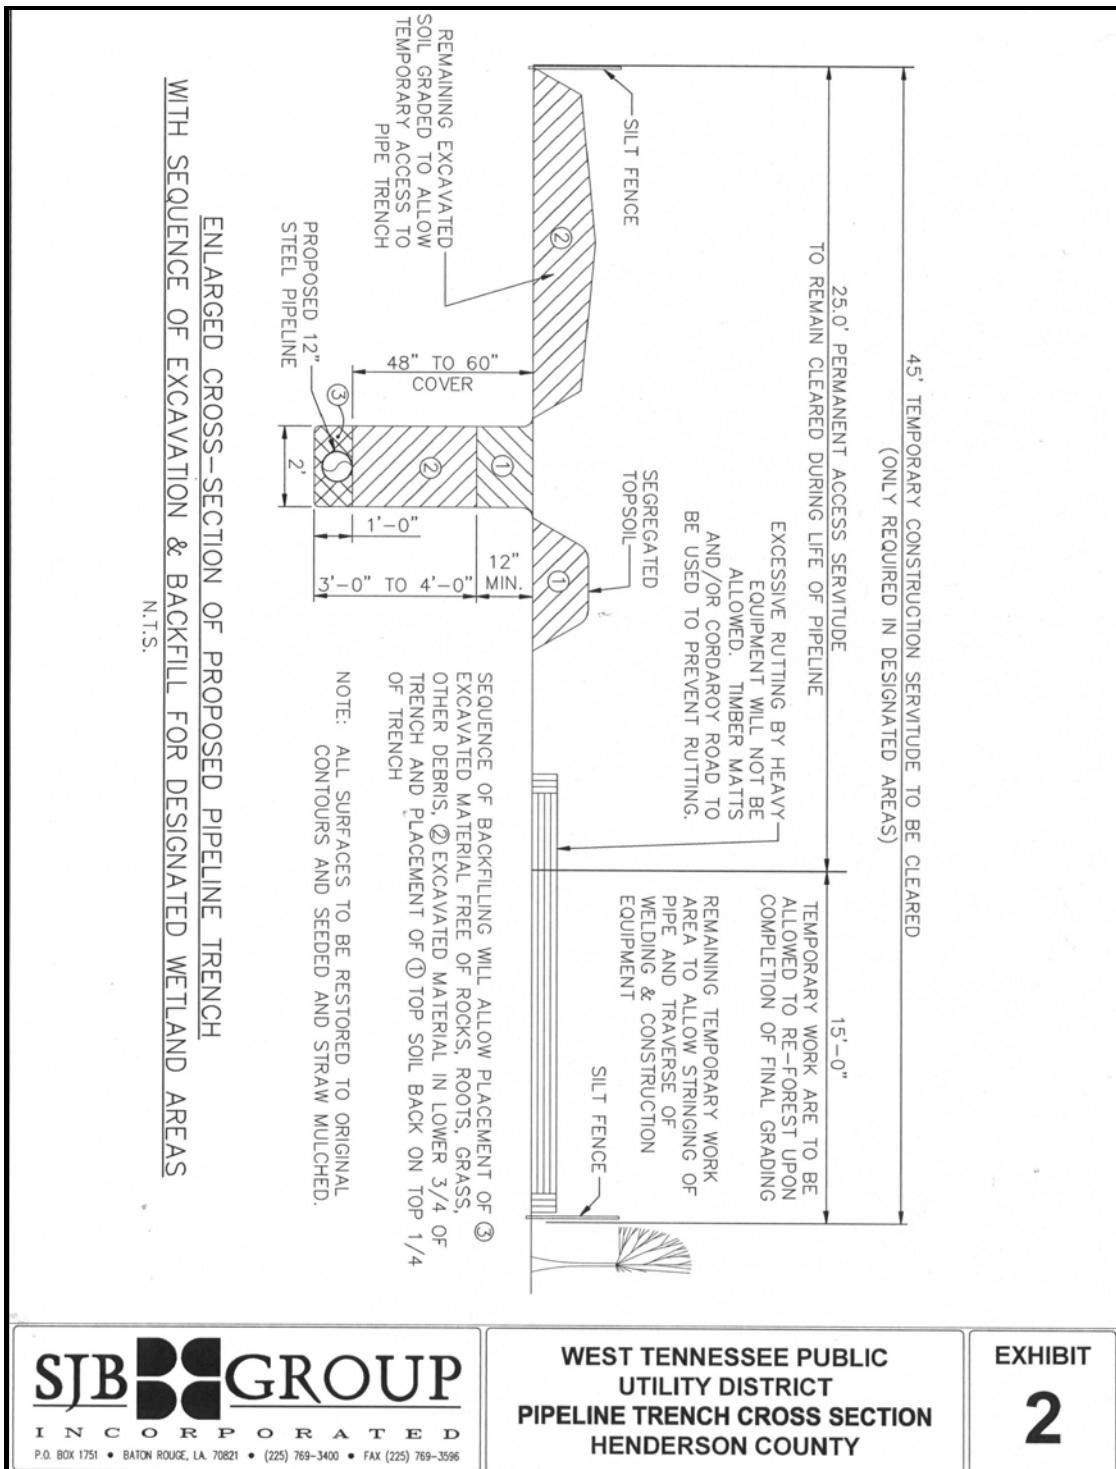 45' TEMPORARY CONSTRUCTION SERVITUDE TO BE CLEARED
(ONLY REQUIRED IN DESIGNATED AREAS)
25.0' PERMANENT ACCESS SERVITUDE
TO REMAIN CLEARED DURING LIFE OF PIPELINE
15'-0"
TEMPORARY WORK ARE TO BE
ALLOWED TO RE-FOREST UPON
COMPLETION OF FINAL GRADING
SILT FENCE
EXCESSIVE RUTTING BY HEAVY
EQUIPMENT WILL NOT BE
ALLOWED. TIMBER MATTS
AND/OR CORDAROY ROAD TO
BE USED TO PREVENT RUTTING.
REMAINING TEMPORARY WORK
AREA TO ALLOW STRINGING OF
PIPE AND TRAVERSE OF
WELDING & CONSTRUCTION
EQUIPMENT
SILT FENCE
SEGREGATED
TOPSOIL
2
1
REMAINING EXCAVATED
SOIL GRADED TO ALLOW
TEMPORARY ACCESS TO
PIPE TRENCH
48" TO 60"
COVER
1
2
3
12"
MIN.
1'-0"
3'-0" TO 4'-0"
2'
PROPOSED 12"
STEEL PIPELINE
SEQUENCE OF BACKFILLING WILL ALLOW PLACEMENT OF 3
EXCAVATED MATERIAL FREE OF ROCKS, ROOTS, GRASS,
OTHER DEBRIS, 2 EXCAVATED MATERIAL IN LOWER 3/4 OF
TRENCH AND PLACEMENT OF 1 TOP SOIL BACK ON TOP 1/4
OF TRENCH
NOTE: ALL SURFACES TO BE RESTORED TO ORIGINAL
CONTOURS AND SEEDED AND STRAW MULCHED.
ENLARGED CROSS-SECTION OF PROPOSED PIPELINE TRENCH
WITH SEQUENCE OF EXCAVATION & BACKFILL FOR DESIGNATED WETLAND AREAS
N.T.S.
SJB GROUP
INCORPORATED
P.O. BOX 1751 • BATON ROUGE, LA. 70821 • (225) 769-3400 • FAX (225) 769-3596
WEST TENNESSEE PUBLIC
UTILITY DISTRICT
PIPELINE TRENCH CROSS SECTION
HENDERSON COUNTY
EXHIBIT
2